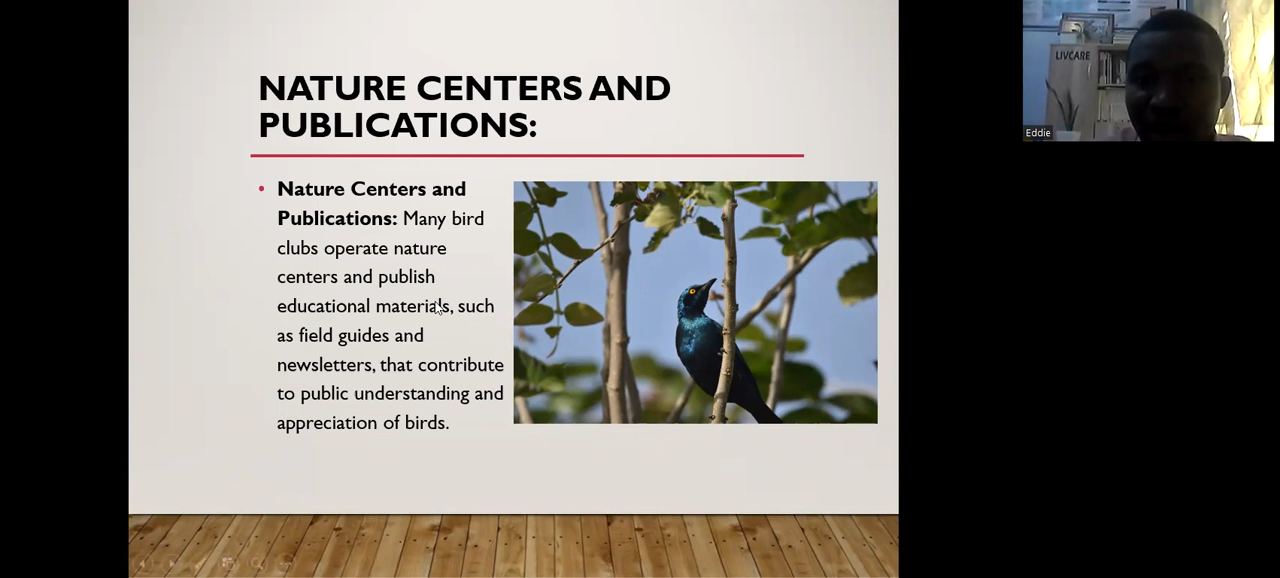 NATURE CENTERS AND
PUBLICATIONS:
• Nature Centers and
Publications: Many bird
clubs operate nature
centers and publish
educational materials, such
as field guides and
newsletters, that contribute
to public understanding and
appreciation of birds.
LIVCARE
Eddie